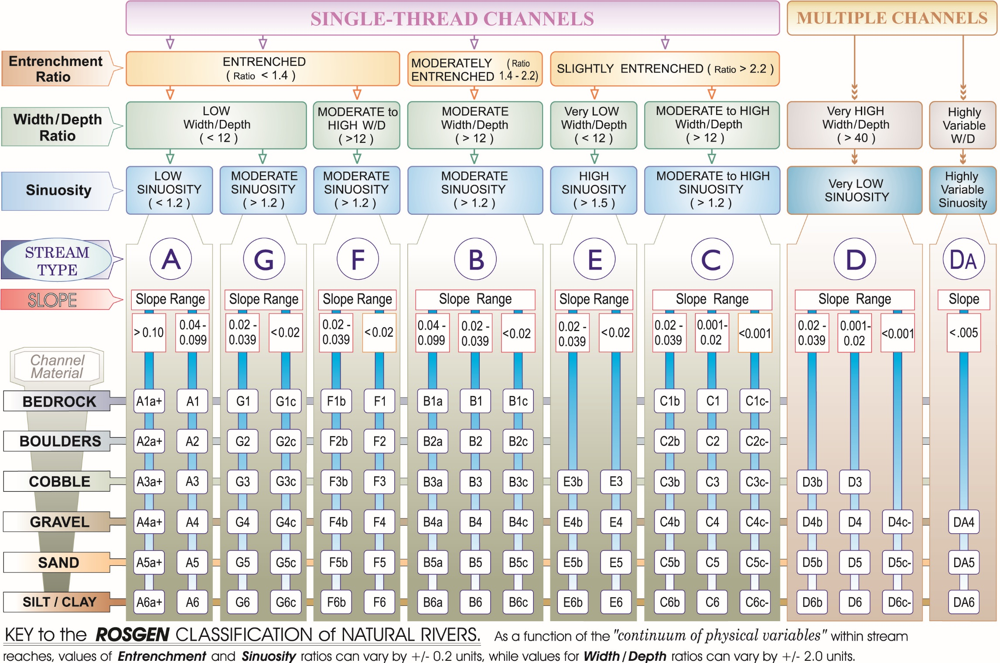 SINGLE-THREAD CHANNELS
MULTIPLE CHANNELS
Entrenchment
Ratio
ENTRENCHED
( Ratio < 1.4 )
MODERATELY ( Ratio
ENTRENCHED 1.4 - 2.2)
SLIGHTLY ENTRENCHED ( Ratio > 2.2 )
Width/Depth
Ratio
LOW
Width/Depth
( < 12 )
MODERATE to
HIGH W/D
( >12 )
MODERATE
Width/Depth
( > 12 )
Very LOW
Width/Depth
( < 12 )
MODERATE to HIGH
Width/Depth
( > 12 )
Very HIGH
Width/Depth
( > 40 )
Highly
Variable
W/D
Sinuosity
LOW
SINUOSITY
( < 1.2 )
MODERATE
SINUOSITY
( > 1.2 )
MODERATE
SINUOSITY
( > 1.2 )
MODERATE
SINUOSITY
( > 1.2 )
HIGH
SINUOSITY
( > 1.5 )
MODERATE to HIGH
SINUOSITY
( > 1.2 )
Very LOW
SINUOSITY
Highly
Variable
Sinuosity
STREAM
TYPE
A G F B E C D DA
SLOPE
Slope Range Slope Range Slope Range Slope Range Slope Range Slope Range Slope Range Slope
> 0.10
0.04 -
0.099
0.02 -
0.039
<0.02
0.02 -
0.039
<0.02
0.04 -
0.099
0.02 -
0.039
<0.02
0.02 -
0.039
<0.02
0.02 -
0.039
0.001-
0.02
<0.001
0.02 -
0.039
0.001-
0.02
<0.001
<.005
Channel
Material
BEDROCK A1a+ A1 G1 G1c F1b F1 B1a B1 B1c C1b C1 C1c-
BOULDERS A2a+ A2 G2 G2c F2b F2 B2a B2 B2c C2b C2 C2c-
COBBLE A3a+ A3 G3 G3c F3b F3 B3a B3 B3c E3b E3 C3b C3 C3c- D3b D3
GRAVEL A4a+ A4 G4 G4c F4b F4 B4a B4 B4c E4b E4 C4b C4 C4c- D4b D4 D4c- DA4
SAND A5a+ A5 G5 G5c F5b F5 B5a B5 B5c E5b E5 C5b C5 C5c- D5b D5 D5c- DA5
SILT / CLAY A6a+ A6 G6 G6c F6b F6 B6a B6 B6c E6b E6 C6b C6 C6c- D6b D6 D6c- DA6
KEY to the ROSGEN CLASSIFICATION of NATURAL RIVERS. As a function of the "continuum of physical variables" within stream
reaches, values of Entrenchment and Sinuosity ratios can vary by +/- 0.2 units, while values for Width/Depth ratios can vary by +/- 2.0 units.